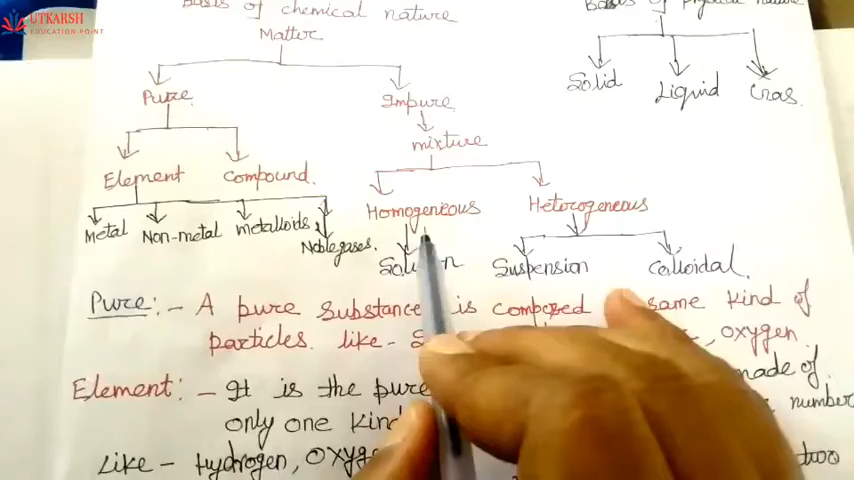 UTKARSH
EDUCATION POINT
Basis of chemical nature
Matter
Pure
Impure
mixture
Element
Compound.
Homogeneous
Heterogeneous
Metal
Non-metal
metalloids,
Noble gases.
Suspension
Colloidal.
Basis of physical nature
Solid
Liquid
Gas.
Pure: - A pure substance is composed same kind of
particles. like - , oxygen
Element: - It is the pure made of
only one kind number
Like - Hydrogen, two